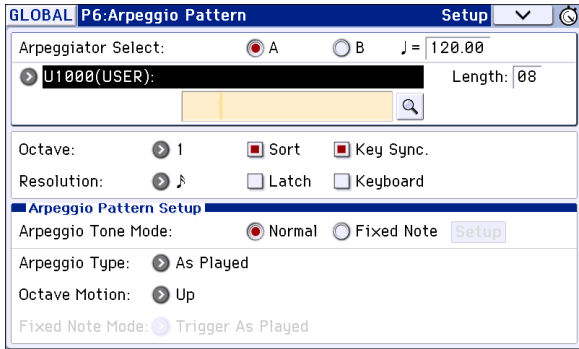 GLOBAL P6:Arpeggio Pattern Setup
Arpeggiator Select: A B ♩= 120.00
U1000(USER): Length: 08
Octave: 1 Sort Key Sync.
Resolution: ♪ Latch Keyboard
Arpeggio Pattern Setup
Arpeggio Tone Mode: Normal Fixed Note Setup
Arpeggio Type: As Played
Octave Motion: Up
Fixed Note Mode: Trigger As Played